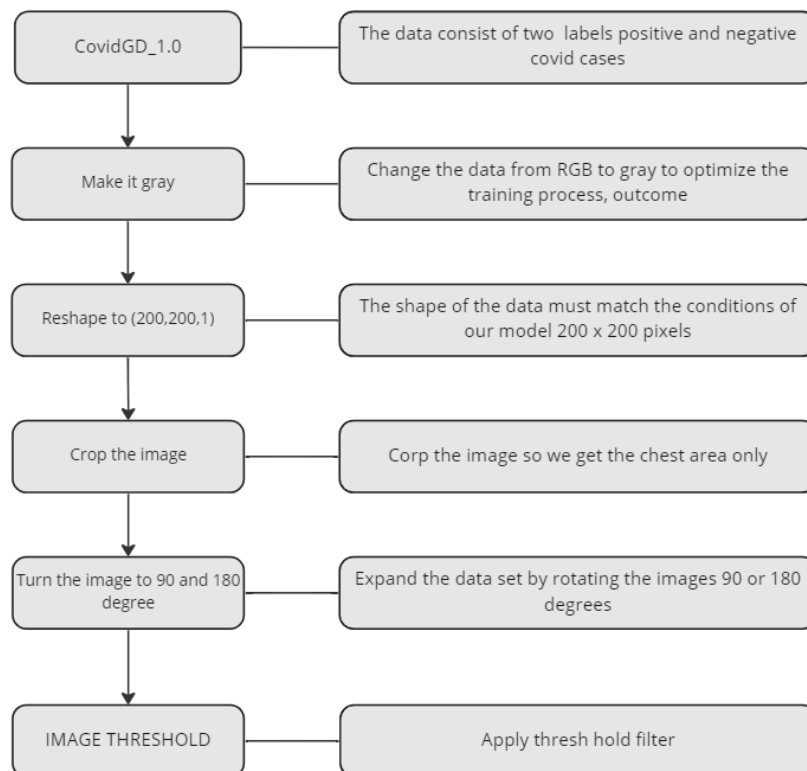 CovidGD_1.0
The data consist of two labels positive and negative
covid cases
Make it gray
Change the data from RGB to gray to optimize the
training process, outcome
Reshape to (200,200,1)
The shape of the data must match the conditions of
our model 200 x 200 pixels
Crop the image
Corp the image so we get the chest area only
Turn the image to 90 and 180
degree
Expand the data set by rotating the images 90 or 180
degrees
IMAGE THRESHOLD
Apply thresh hold filter